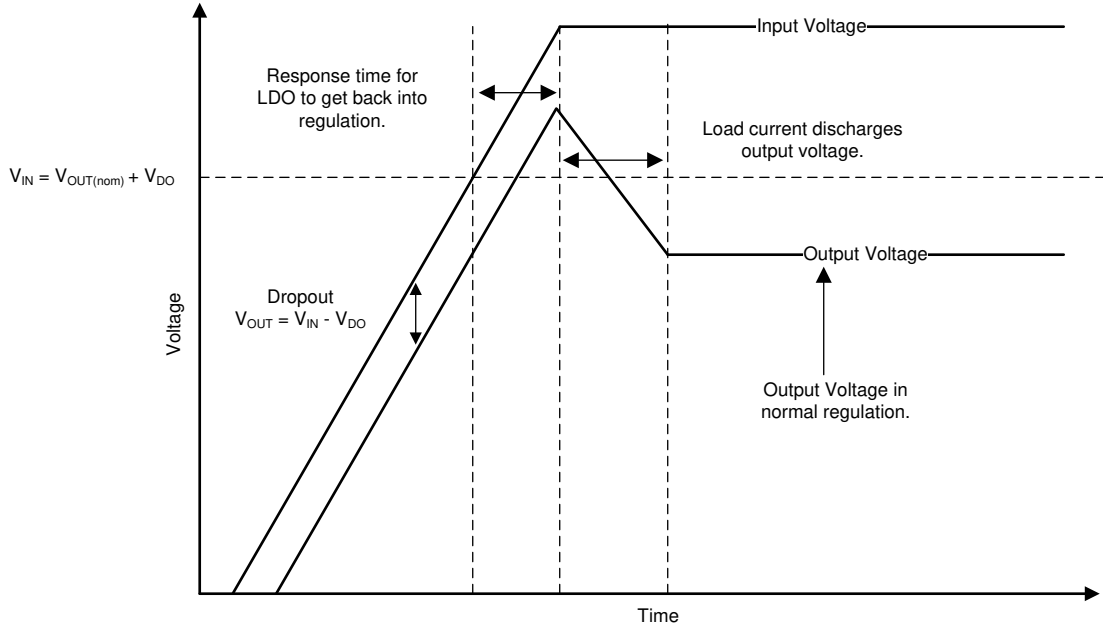 Input Voltage
Response time for
LDO to get back into
regulation.
Load current discharges
output voltage.
V_IN = V_OUT(nom) + V_DO
Output Voltage
Dropout
V_OUT = V_IN - V_DO
Voltage
Output Voltage in
normal regulation.
Time